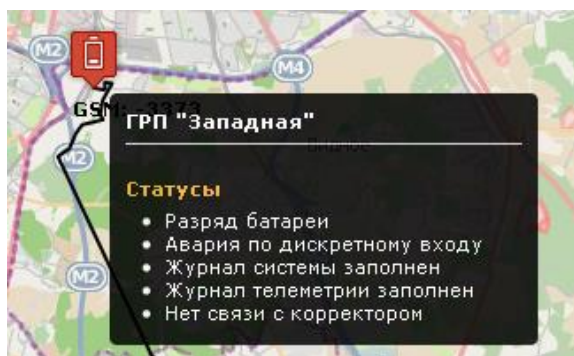 M2
M4
GSM: -3373
ГРП "Западная"
M2
Статусы
• Разряд батареи
• Авария по дискретному входу
• Журнал системы заполнен
M2
• Журнал телеметрии заполнен
• Нет связи с корректором